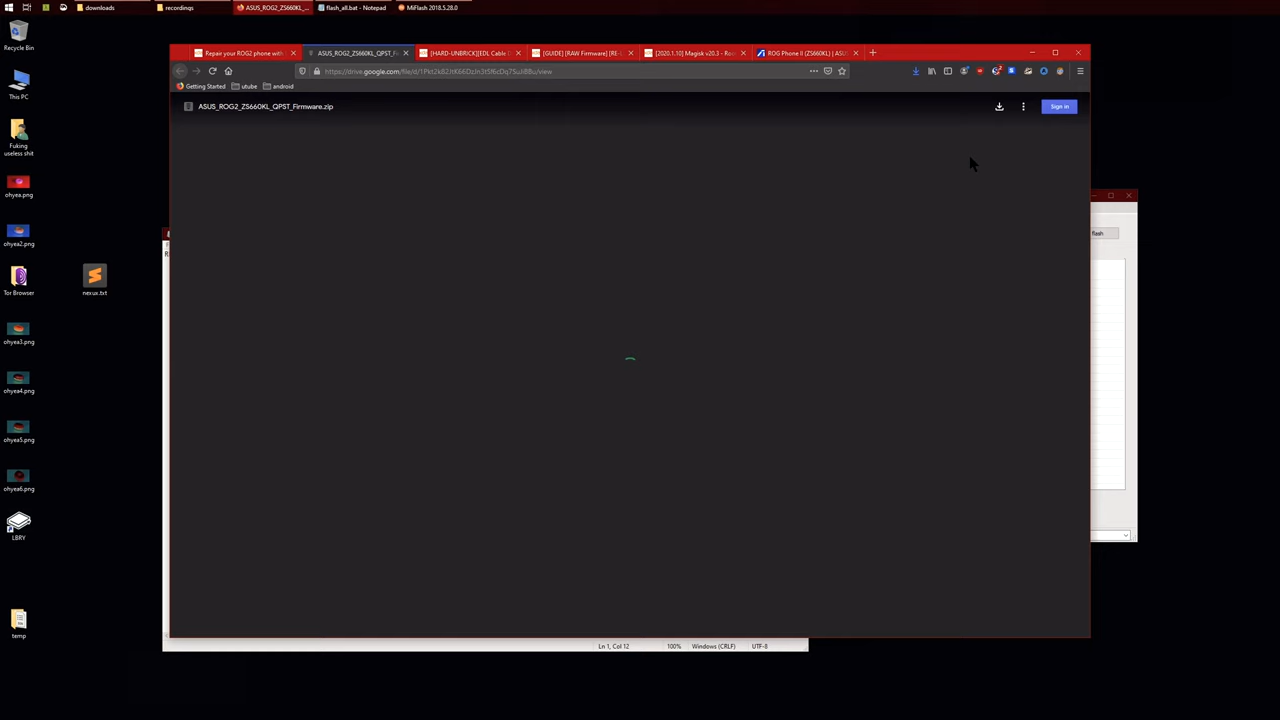 downloads
recordings
ASUS_ROG2_ZS660KL_...
flash_all.bat - Notepad
MiFlash 2018.5.28.0
Recycle Bin
This PC
Fuking
useless shit
ohyea.png
ohyea2.png
Tor Browser
nexux.txt
ohyea3.png
ohyea4.png
ohyea5.png
ohyea6.png
LBRY
temp
Repair your ROG2 phone with
ASUS_ROG2_ZS660KL_QPST_Fi
[HARD-UNBRICK][EDL Cable
[GUIDE] [RAW Firmware] [RE-
[2020.1.10] Magisk v20.3 - Roo
ROG Phone II (ZS660KL) | ASUS
Getting Started
utube
android
ASUS_ROG2_ZS660KL_QPST_Firmware.zip
Sign in
flash
Ln 1, Col 12
100%
Windows (CRLF)
UTF-8